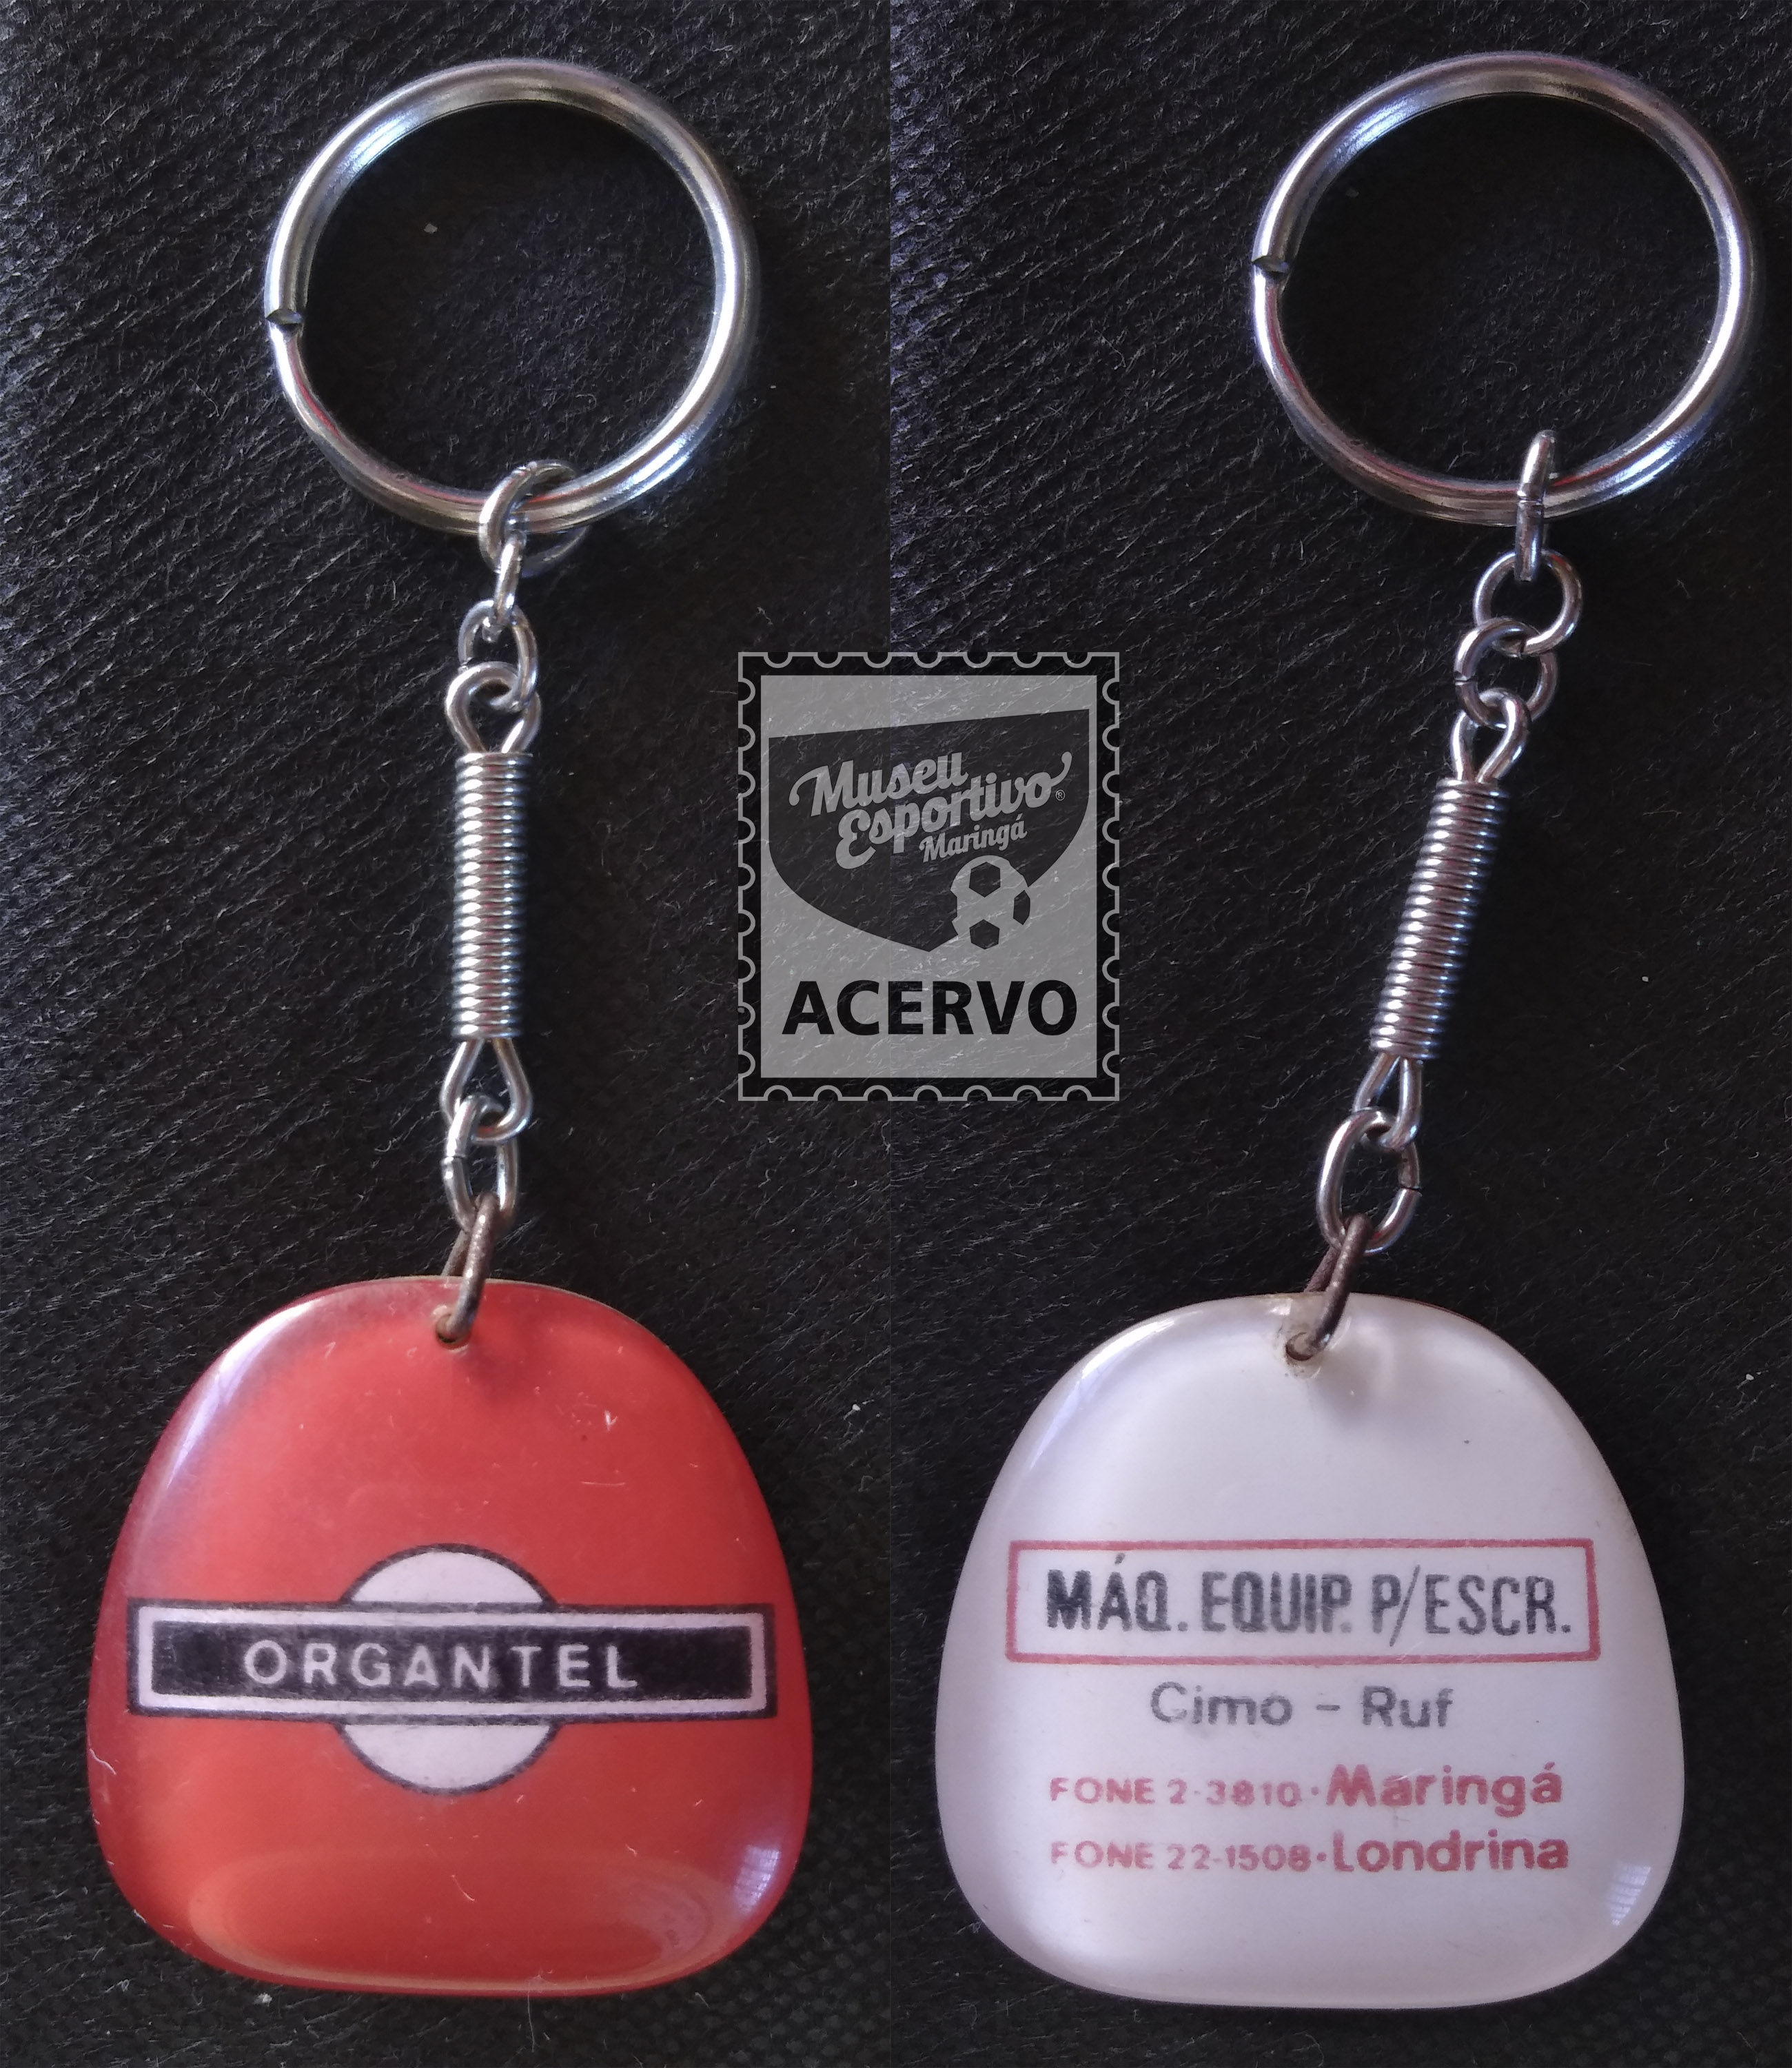 Museu
Esportivo®
Maringá
ACERVO
ORGANTEL
MÁQ. EQUIP. P/ESCR.
Cimo - Ruf
FONE 2-3810·Maringá
FONE 22-1508·Londrina